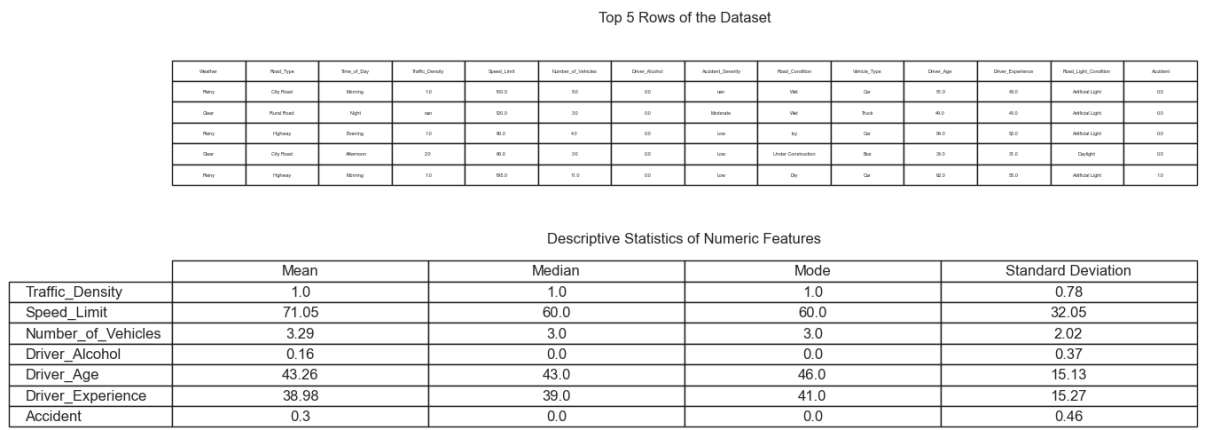 Top 5 Rows of the Dataset
Weather Road_Type Time_of_Day Traffic_Density Speed_Limit Number_of_Vehicles Driver_Alcohol Accident_Severity Road_Condition Vehicle_Type Driver_Age Driver_Experience Road_Light_Condition Accident
Rainy City Road Morning 1.0 100.0 0.0 nan Wet Car 51.0 48.0 Artificial Light 0.0
Clear Rural Road Night nan 120.0 3.0 0.0 Moderate Wet Truck 49.0 43.0 Artificial Light 0.0
Rainy Highway Evening 1.0 60.0 4.0 0.0 Low Icy Car 54.0 52.0 Artificial Light 0.0
Clear City Road Afternoon 2.0 60.0 3.0 0.0 Low Under Construction Bus 34.0 31.0 Daylight 0.0
Rainy Highway Morning 1.0 195.0 11.0 0.0 Low Dry Car 62.0 55.0 Artificial Light 1.0
Descriptive Statistics of Numeric Features
Mean Median Mode Standard Deviation
Traffic_Density 1.0 1.0 1.0 0.78
Speed_Limit 71.05 60.0 60.0 32.05
Number_of_Vehicles 3.29 3.0 3.0 2.02
Driver_Alcohol 0.16 0.0 0.0 0.37
Driver_Age 43.26 43.0 46.0 15.13
Driver_Experience 38.98 39.0 41.0 15.27
Accident 0.3 0.0 0.0 0.46